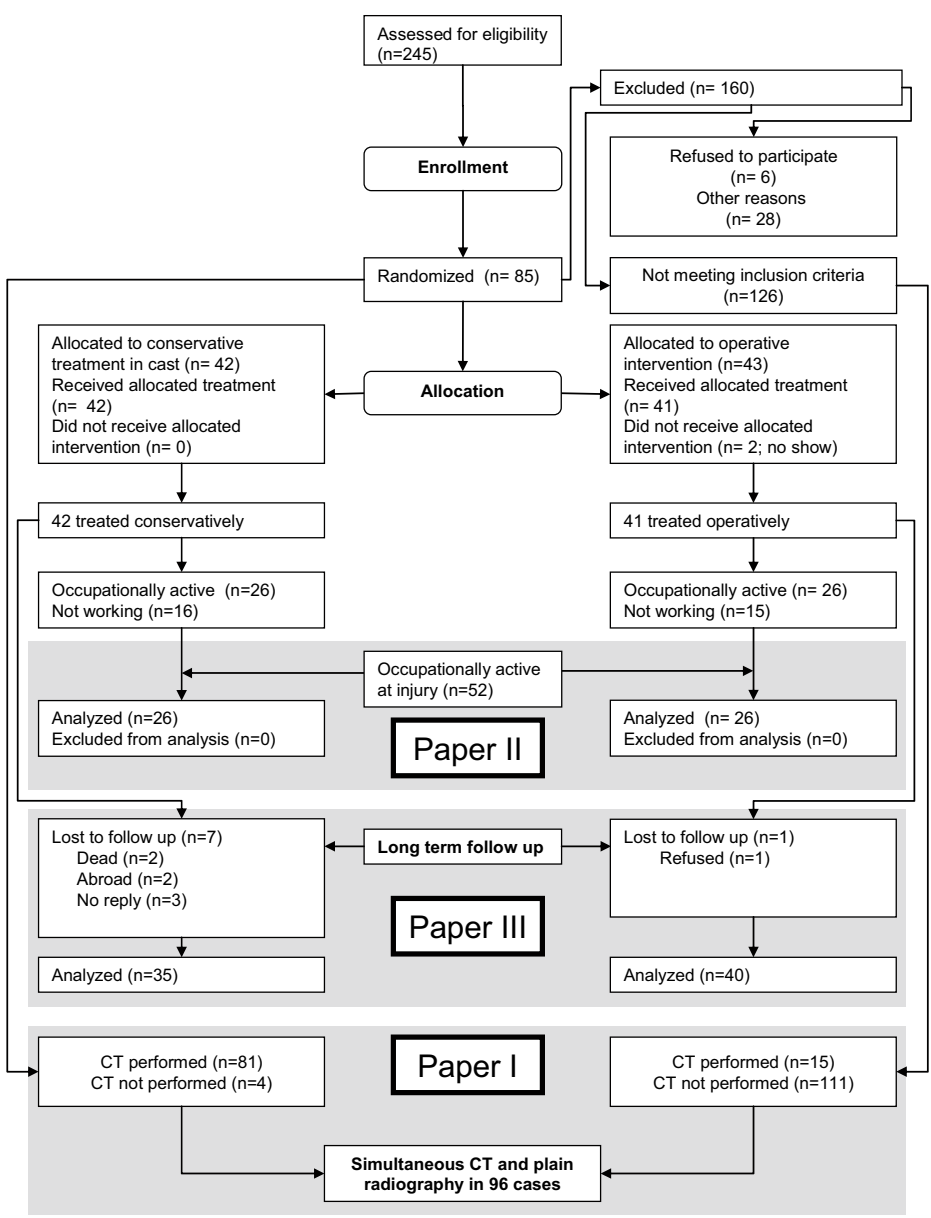 Assessed for eligibility
(n=245)
Excluded (n= 160)
Enrollment
Refused to participate
(n= 6)
Other reasons
(n= 28)
Randomized (n= 85)
Not meeting inclusion criteria
(n=126)
Allocated to conservative
treatment in cast (n= 42)
Received allocated treatment
(n= 42)
Did not receive allocated
intervention (n= 0)
Allocation
Allocated to operative
intervention (n=43)
Received allocated treatment
(n= 41)
Did not receive allocated
intervention (n= 2; no show)
42 treated conservatively
41 treated operatively
Occupationally active (n=26)
Not working (n=16)
Occupationally active (n= 26)
Not working (n=15)
Occupationally active
at injury (n=52)
Analyzed (n=26)
Excluded from analysis (n=0)
Analyzed (n= 26)
Excluded from analysis (n=0)
Paper II
Lost to follow up (n=7)
Dead (n=2)
Abroad (n=2)
No reply (n=3)
Long term follow up
Lost to follow up (n=1)
Refused (n=1)
Paper III
Analyzed (n=35)
Analyzed (n=40)
CT performed (n=81)
CT not performed (n=4)
Paper I
CT performed (n=15)
CT not performed (n=111)
Simultaneous CT and plain
radiography in 96 cases